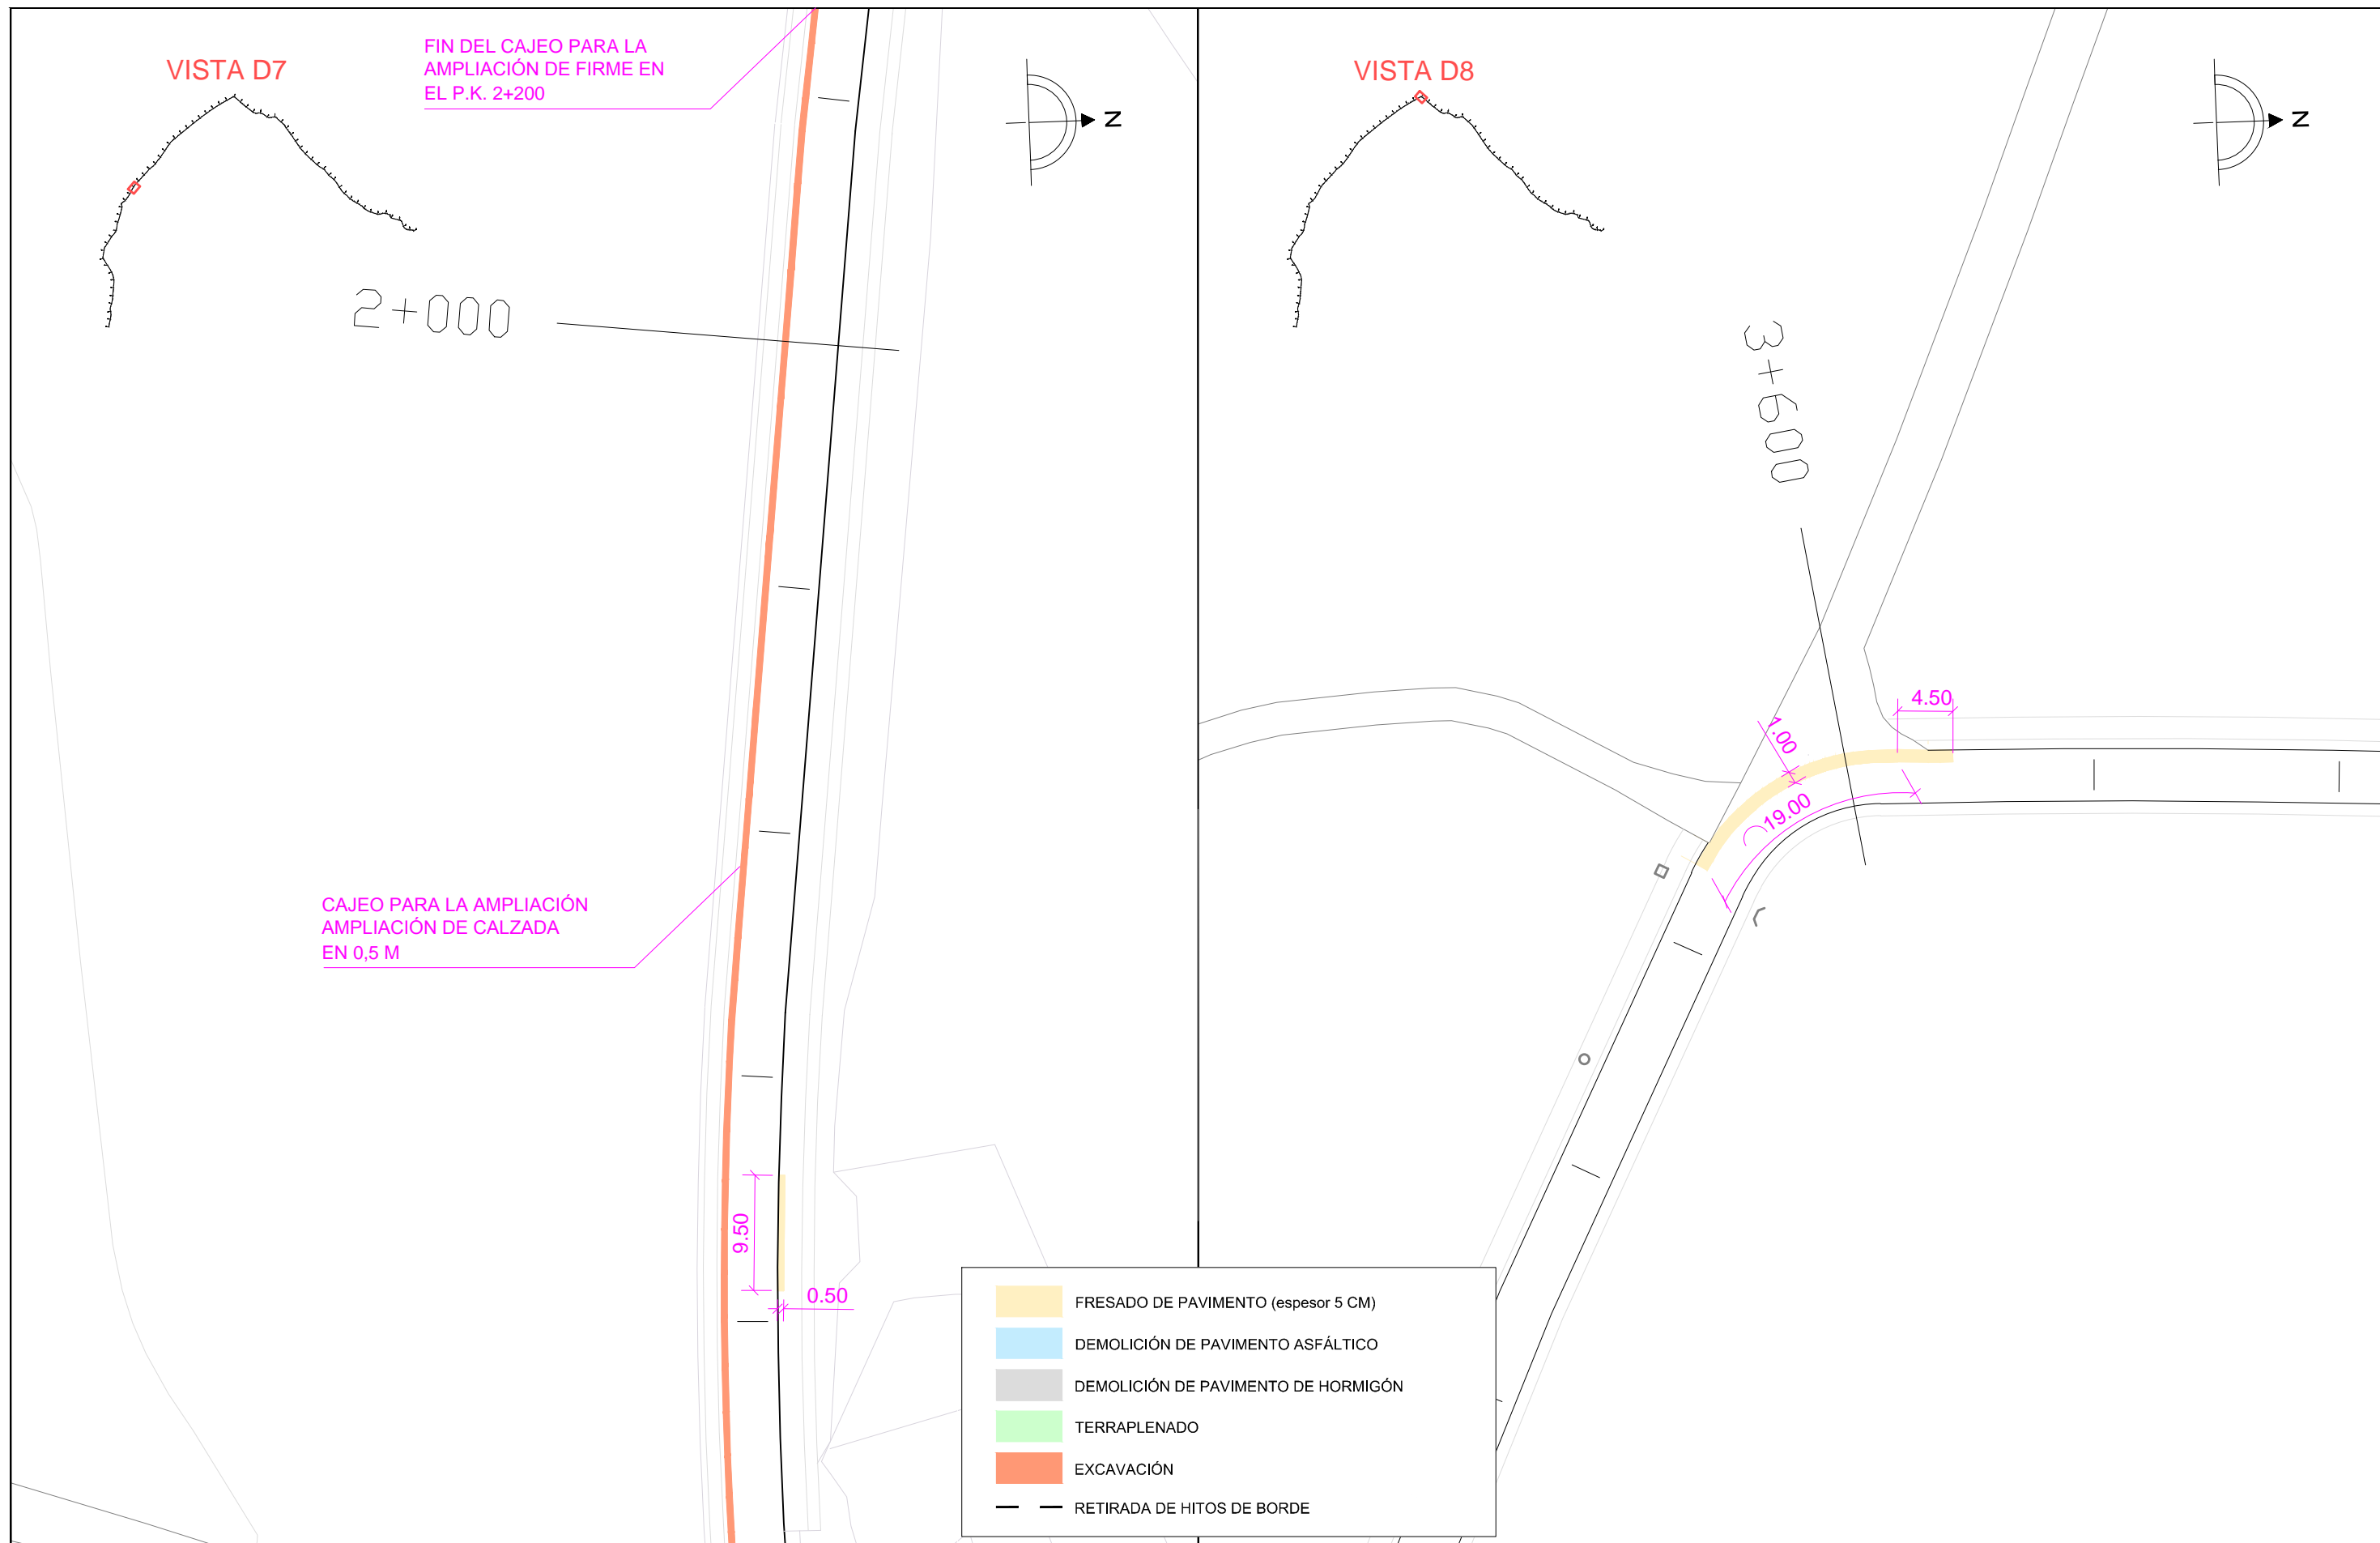 VISTA D7
FIN DEL CAJEO PARA LA
AMPLIACIÓN DE FIRME EN
EL P.K. 2+200
N
2+000
CAJEO PARA LA AMPLIACIÓN
AMPLIACIÓN DE CALZADA
EN 0,5 M
9.50
0.50
VISTA D8
N
3+600
4.50
1.00
19.00
FRESADO DE PAVIMENTO (espesor 5 CM)
DEMOLICIÓN DE PAVIMENTO ASFÁLTICO
DEMOLICIÓN DE PAVIMENTO DE HORMIGÓN
TERRAPLENADO
EXCAVACIÓN
RETIRADA DE HITOS DE BORDE